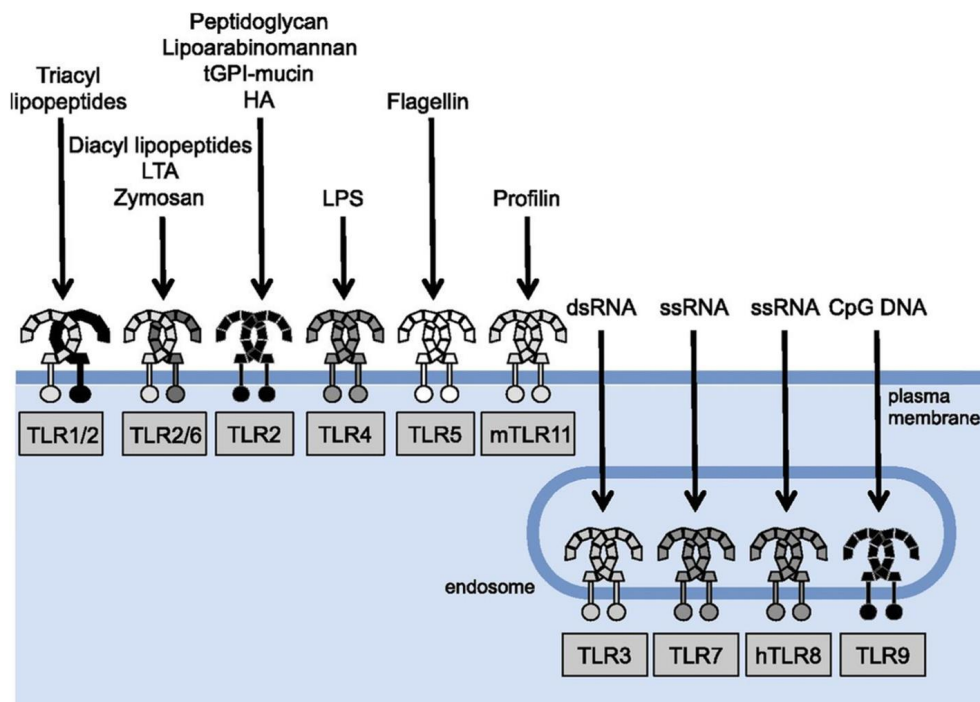 Peptidoglycan
Lipoarabinomannan
tGPI-mucin
HA
Triacyl
lipopeptides
Flagellin
Diacyl lipopeptides
LTA
Zymosan
LPS
Profilin
dsRNA
ssRNA
ssRNA
CpG DNA
plasma
membrane
TLR1/2
TLR2/6
TLR2
TLR4
TLR5
mTLR11
endosome
TLR3
TLR7
hTLR8
TLR9